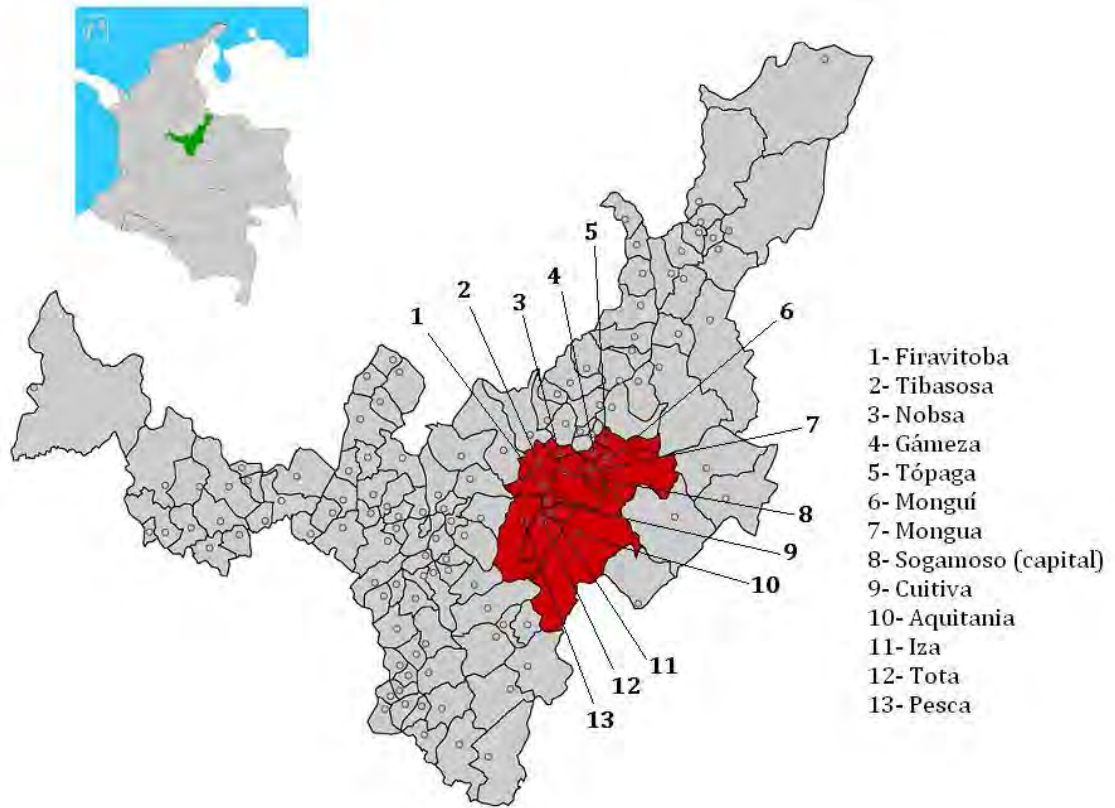 5
4
2
3
1
6
7
8
9
10
11
12
13
1- Firavitoba
2- Tibasosa
3- Nobsa
4- Gámeza
5- Tópaga
6- Monguí
7- Mongua
8- Sogamoso (capital)
9- Cuitiva
10- Aquitania
11- Iza
12- Tota
13- Pesca